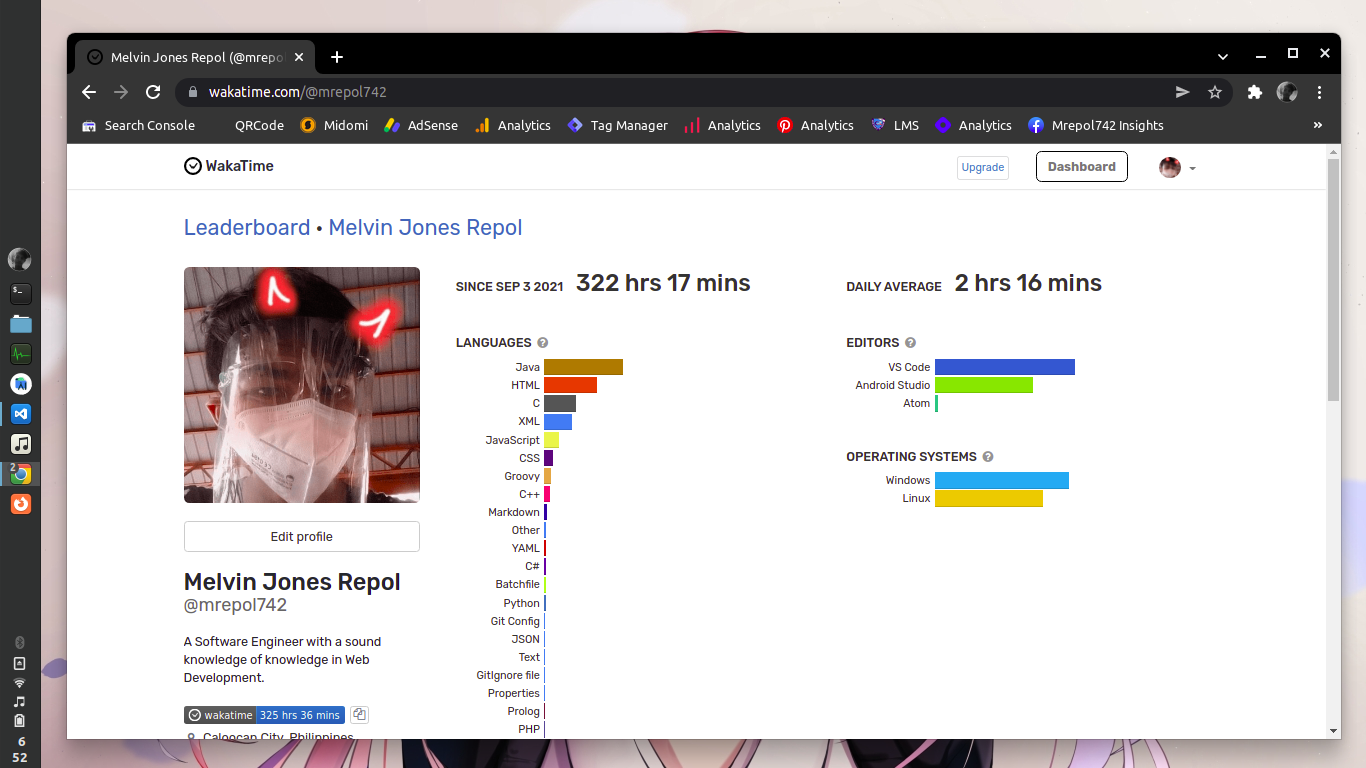 Melvin Jones Repol (@mrepo
wakatime.com/@mrepol742
Search Console
QRCode
Midomi
AdSense
Analytics
Tag Manager
Analytics
Analytics
LMS
Analytics
Mrepol742 Insights
»
WakaTime
Upgrade
Dashboard
Leaderboard • Melvin Jones Repol
SINCE SEP 3 2021 322 hrs 17 mins
DAILY AVERAGE 2 hrs 16 mins
LANGUAGES ?
Java
HTML
C
XML
JavaScript
CSS
Groovy
C++
Markdown
Other
YAML
C#
Batchfile
Python
Git Config
JSON
Text
GitIgnore file
Properties
Prolog
PHP
EDITORS ?
VS Code
Android Studio
Atom
OPERATING SYSTEMS ?
Windows
Linux
Edit profile
Melvin Jones Repol
@mrepol742
A Software Engineer with a sound
knowledge of knowledge in Web
Development.
wakatime 325 hrs 36 mins
Caloocan City, Philippines
2
6
52